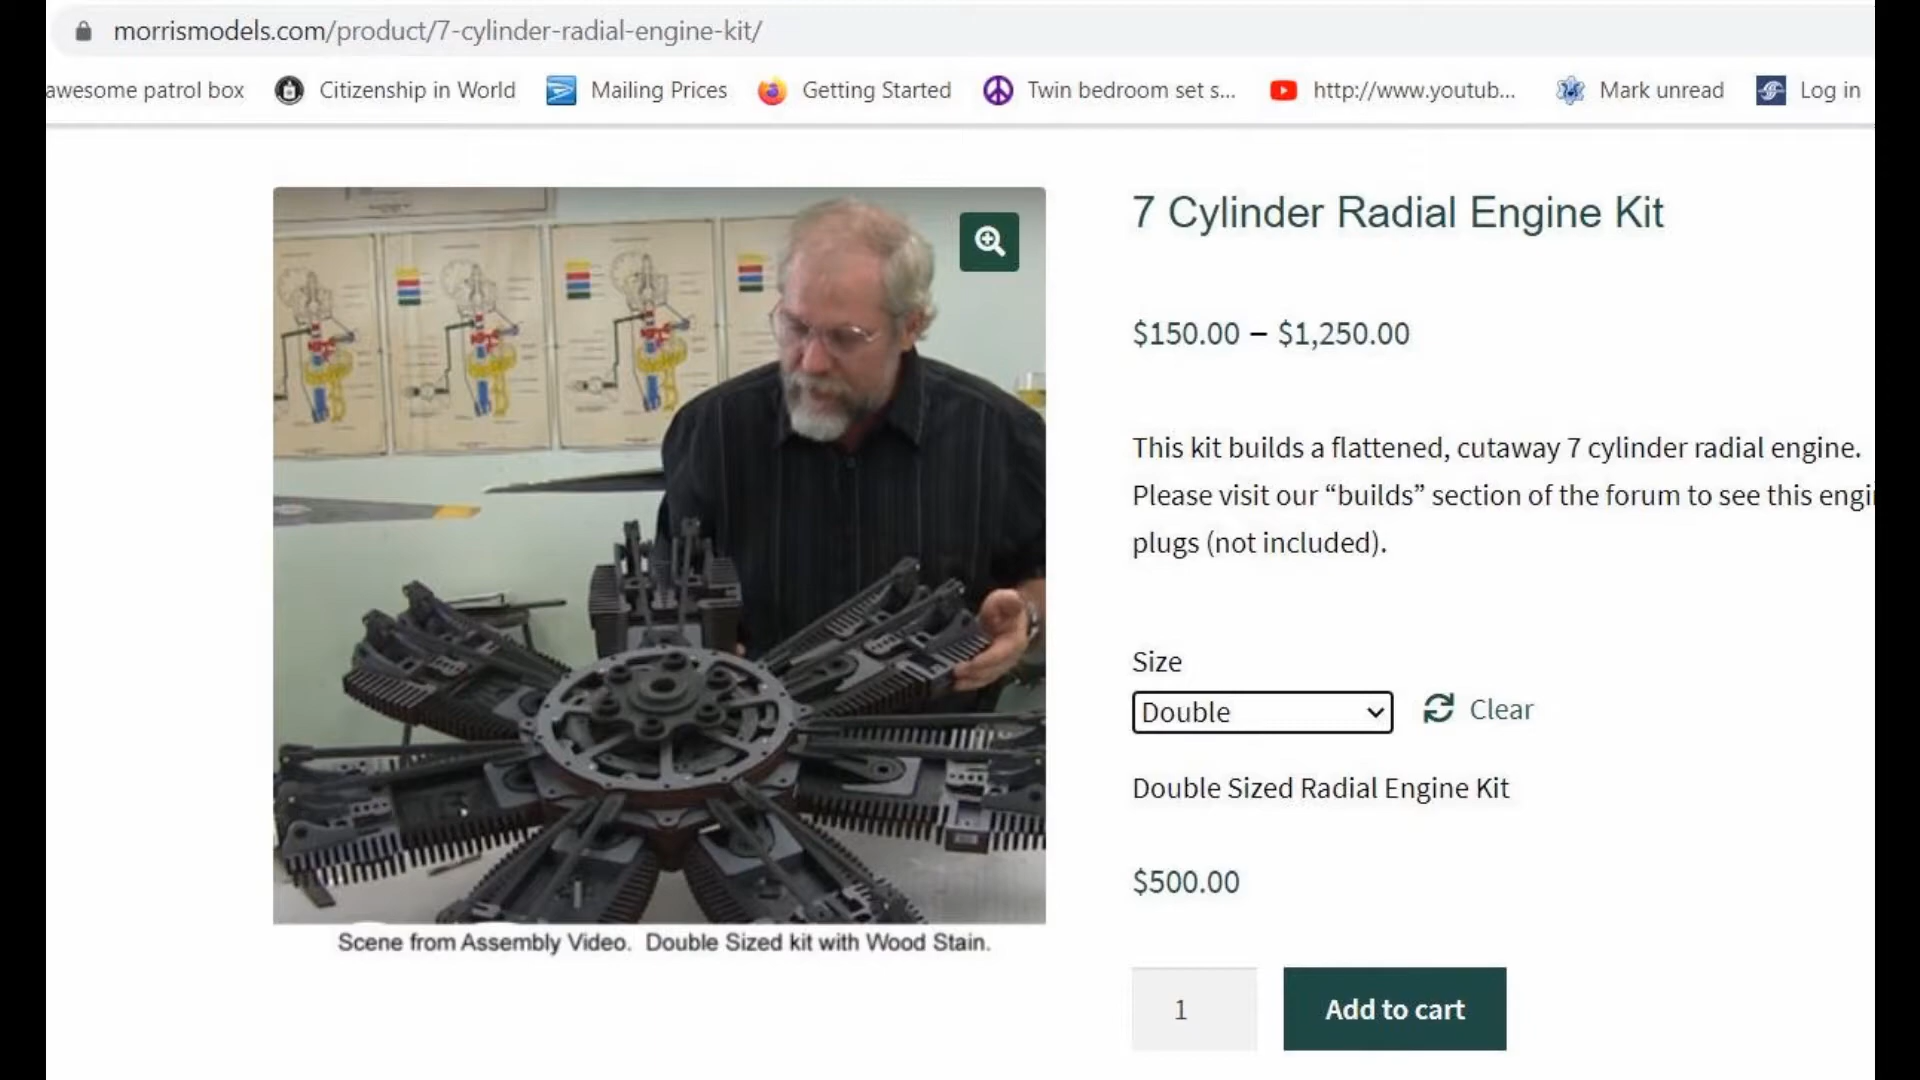 morrismodels.com/product/7-cylinder-radial-engine-kit/
awesome patrol box Citizenship in World Mailing Prices Getting Started Twin bedroom set s... http://www.youtub... Mark unread Log in
7 Cylinder Radial Engine Kit
$150.00 – $1,250.00
This kit builds a flattened, cutaway 7 cylinder radial engine.
Please visit our “builds” section of the forum to see this engi
plugs (not included).
Size
Double
Clear
Double Sized Radial Engine Kit
$500.00
Scene from Assembly Video. Double Sized kit with Wood Stain.
1
Add to cart